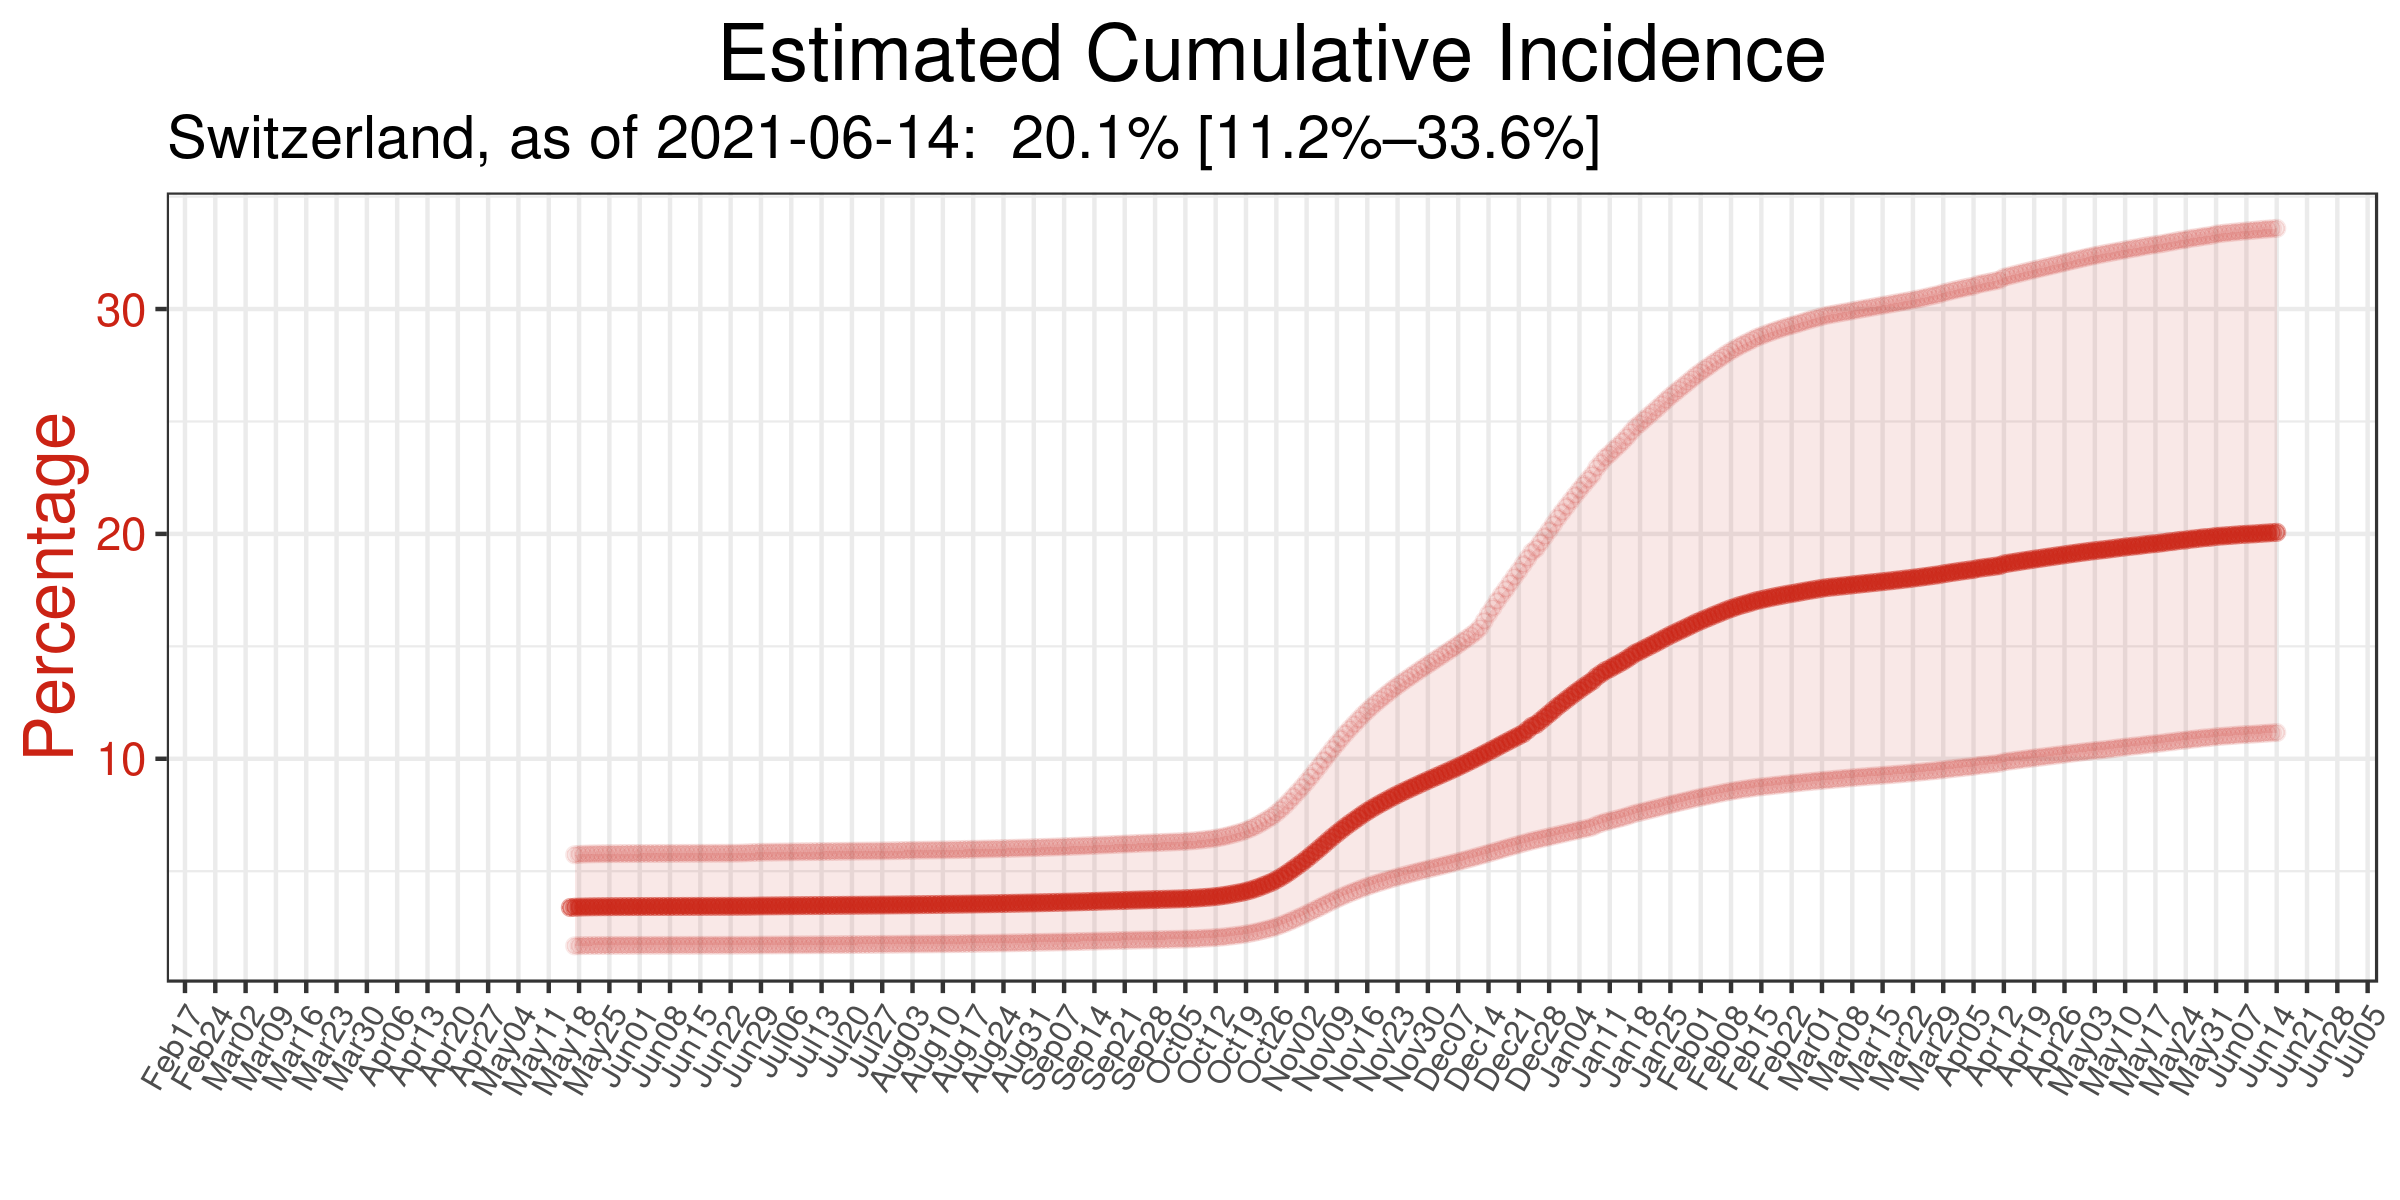 Estimated Cumulative Incidence
Switzerland, as of 2021-06-14:  20.1% [11.2%–33.6%]
Percentage
30
20
10
Feb17
Feb24
Mar02
Mar09
Mar16
Mar23
Mar30
Apr06
Apr13
Apr20
Apr27
May04
May11
May18
May25
Jun01
Jun08
Jun15
Jun22
Jun29
Jul06
Jul13
Jul20
Jul27
Aug03
Aug10
Aug17
Aug24
Aug31
Sep07
Sep14
Sep21
Sep28
Oct05
Oct12
Oct19
Oct26
Nov02
Nov09
Nov16
Nov23
Nov30
Dec07
Dec14
Dec21
Dec28
Dec04
Jan11
Jan18
Jan25
Feb01
Feb08
Feb15
Feb22
Mar01
Mar08
Mar15
Mar22
Mar29
Apr05
Apr12
Apr19
Apr26
May03
May10
May17
May24
May31
Jun07
Jun14
Jun21
Jun28
Jul05